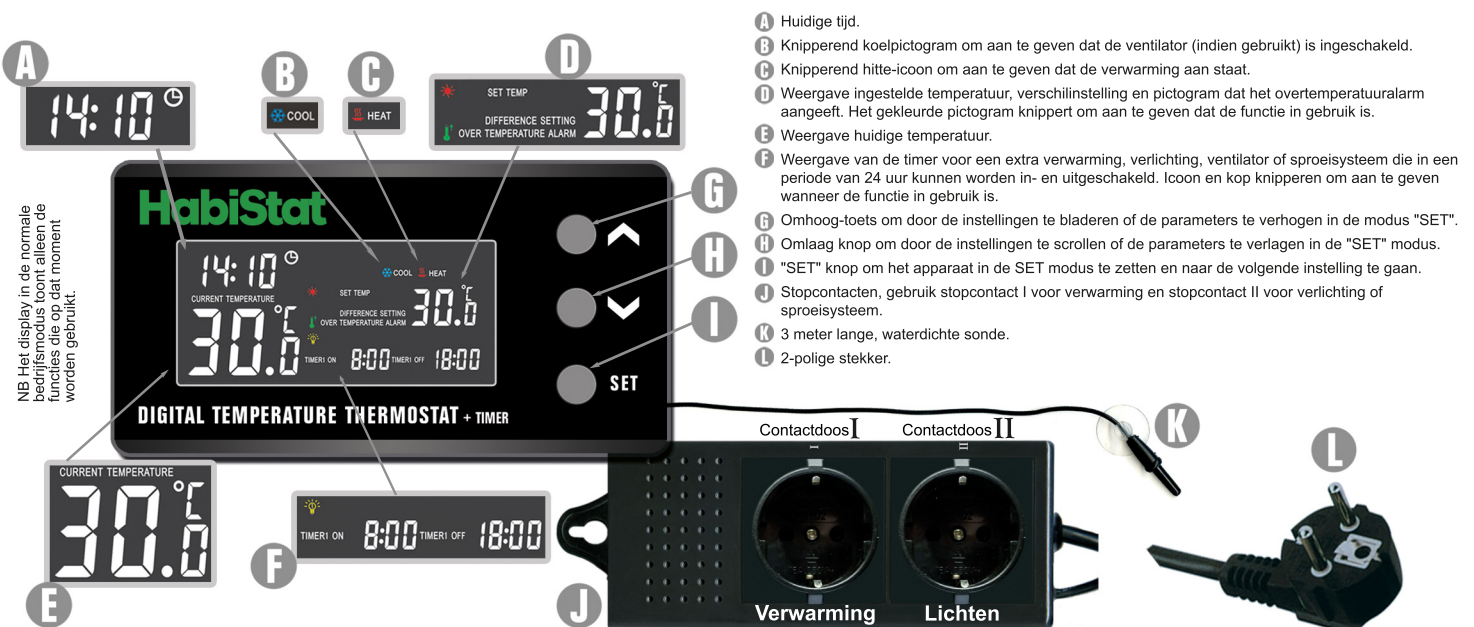 A
14:10
B
COOL
C
HEAT
D
SET TEMP
DIFFERENCE SETTING
OVER TEMPERATURE ALARM
30.0
°C
A Huidige tijd.
B Knipperend koelpictogram om aan te geven dat de ventilator (indien gebruikt) is ingeschakeld.
C Knipperend hitte-icoon om aan te geven dat de verwarming aan staat.
D Weergave ingestelde temperatuur, verschilinstelling en pictogram dat het overtemperatuuralarm
aangeeft. Het gekleurde pictogram knippert om aan te geven dat de functie in gebruik is.
E Weergave huidige temperatuur.
F Weergave van de timer voor een extra verwarming, verlichting, ventilator of sproeisysteem die in een
periode van 24 uur kunnen worden in- en uitgeschakeld. Icoon en kop knipperen om aan te geven
wanneer de functie in gebruik is.
G Omhoog-toets om door de instellingen te bladeren of de parameters te verhogen in de modus "SET".
H Omlaag knop om door de instellingen te scrollen of de parameters te verlagen in de "SET" modus.
I "SET" knop om het apparaat in de SET modus te zetten en naar de volgende instelling te gaan.
J Stopcontacten, gebruik stopcontact I voor verwarming en stopcontact II voor verlichting of
sproeisysteem.
K 3 meter lange, waterdichte sonde.
L 2-polige stekker.
NB Het display in de normale
bedrijfsmodus toont alleen de
functies die op dat moment
worden gebruikt.
HabiStat
14:10
COOL
HEAT
CURRENT TEMPERATURE
30.0
°C
SET TEMP
DIFFERENCE SETTING
OVER TEMPERATURE ALARM
30.0
°C
TIMER1 ON 8:00 TIMER1 OFF 18:00
SET
DIGITAL TEMPERATURE THERMOSTAT + TIMER
G
H
I
CURRENT TEMPERATURE
30.0
°C
E
TIMER1 ON 8:00 TIMER1 OFF 18:00
F
Contactdoos I
Contactdoos II
I
II
Verwarming
Lichten
J
K
L